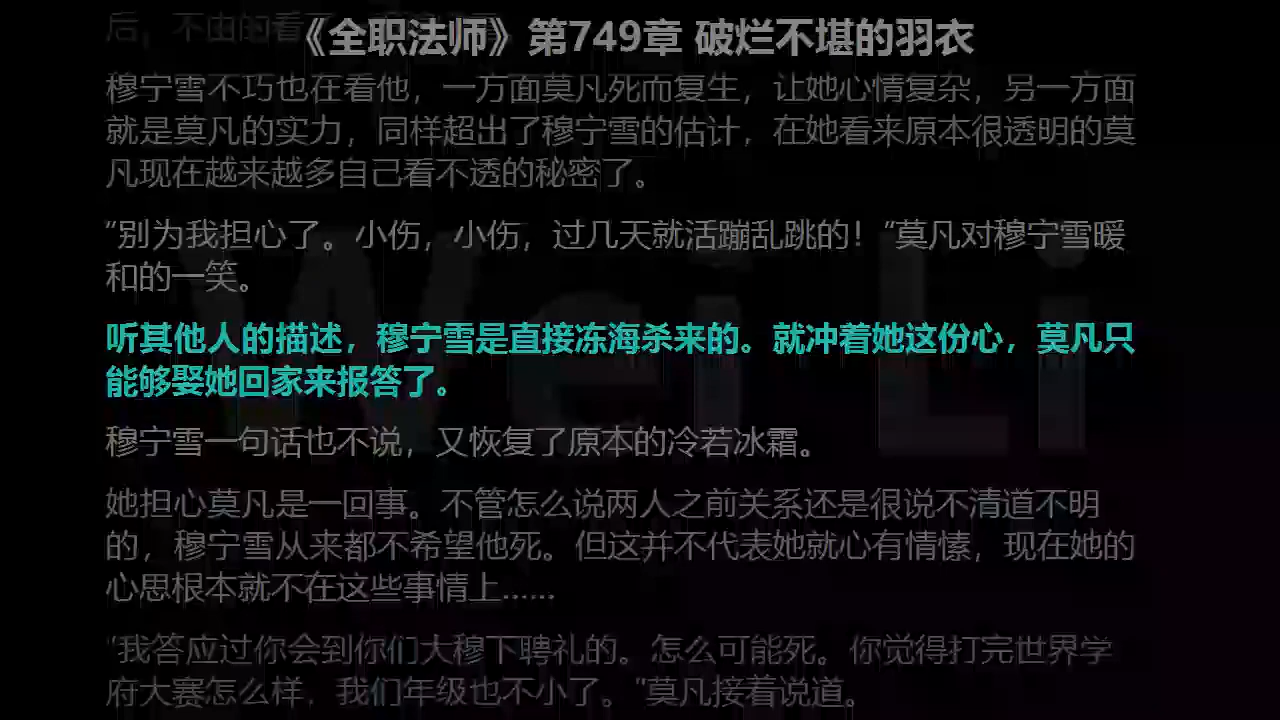 后，不由的看了
《全职法师》第749章 破烂不堪的羽衣
穆宁雪不巧也在看他，一方面莫凡死而复生，让她心情复杂，另一方面
就是莫凡的实力，同样超出了穆宁雪的估计，在她看来原本很透明的莫
凡现在越来越多自己看不透的秘密了。
“别为我担心了。小伤，小伤，过几天就活蹦乱跳的！”莫凡对穆宁雪暖
和的一笑。
听其他人的描述，穆宁雪是直接冻海杀来的。就冲着她这份心，莫凡只
能够娶她回家来报答了。
穆宁雪一句话也不说，又恢复了原本的冷若冰霜。
她担心莫凡是一回事。不管怎么说两人之前关系还是很说不清道不明
的，穆宁雪从来都不希望他死。但这并不代表她就心有情愫，现在她的
心思根本就不在这些事情上……
“我答应过你会到你们大穆下聘礼的。怎么可能死。你觉得打完世界学
府大赛怎么样，我们年级也不小了。”莫凡接着说道。
Wei Li